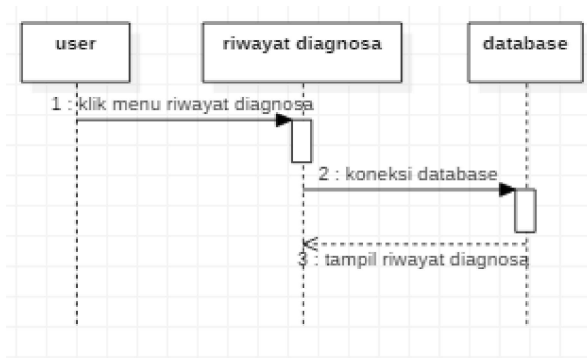 user
riwayat diagnosa
database
1 : klik menu riwayat diagnosa
2 : koneksi database
3 : tampil riwayat diagnosa